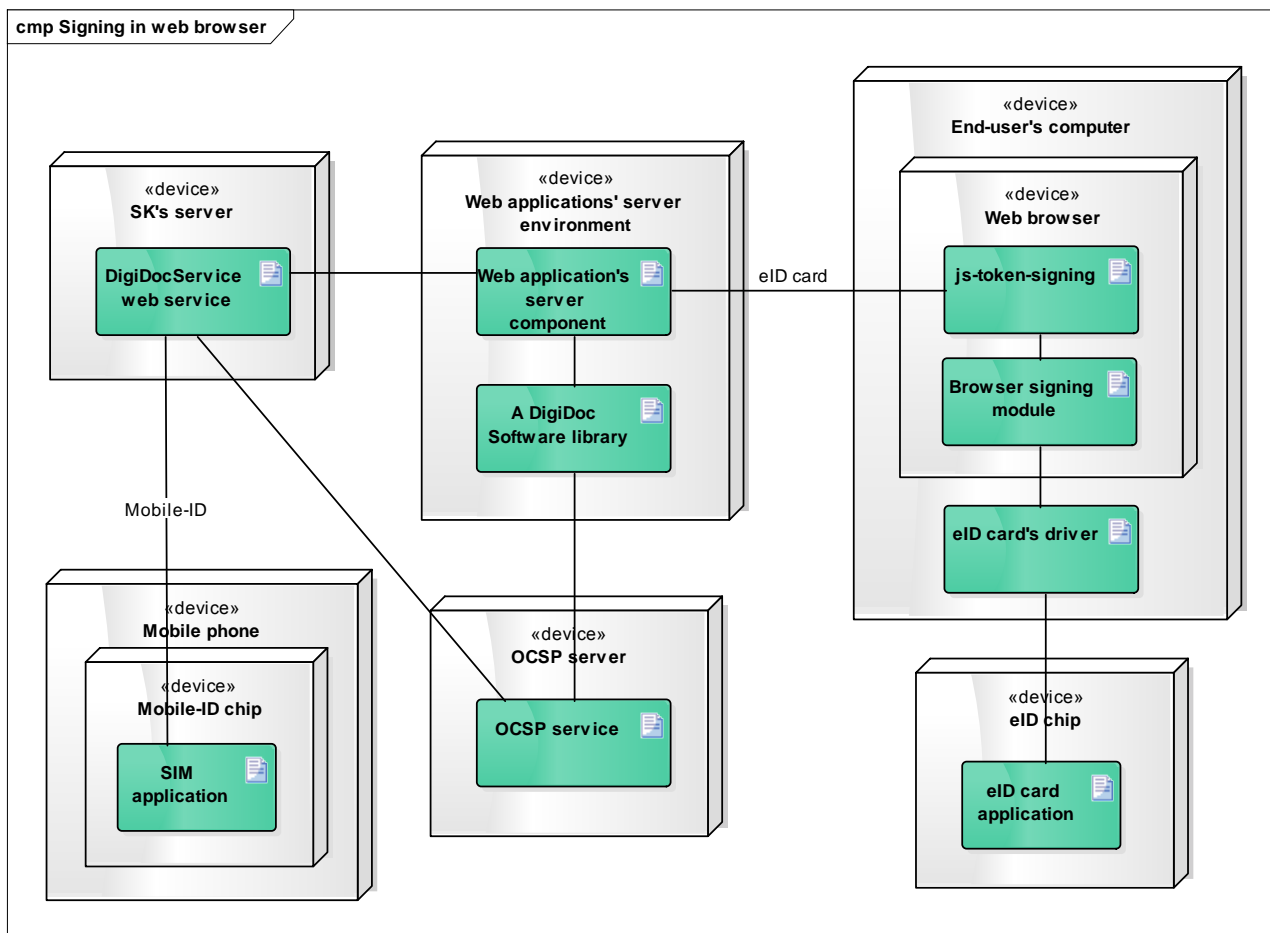 cmp Signing in web browser
«device»
SK's server
DigiDocService
web service
«device»
Web applications' server
environment
Web application's
server
component
A DigiDoc
Software library
eID card
«device»
End-user's computer
«device»
Web browser
js-token-signing
Browser signing
module
eID card's driver
Mobile-ID
«device»
Mobile phone
«device»
Mobile-ID chip
SIM
application
«device»
OCSP server
OCSP service
«device»
eID chip
eID card
application